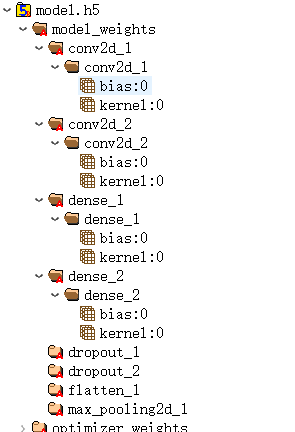 model.h5
model_weights
conv2d_1
conv2d_1
bias:0
kernel:0
conv2d_2
conv2d_2
bias:0
kernel:0
dense_1
dense_1
bias:0
kernel:0
dense_2
dense_2
bias:0
kernel:0
dropout_1
dropout_2
flatten_1
max_pooling2d_1
optimizer_weights